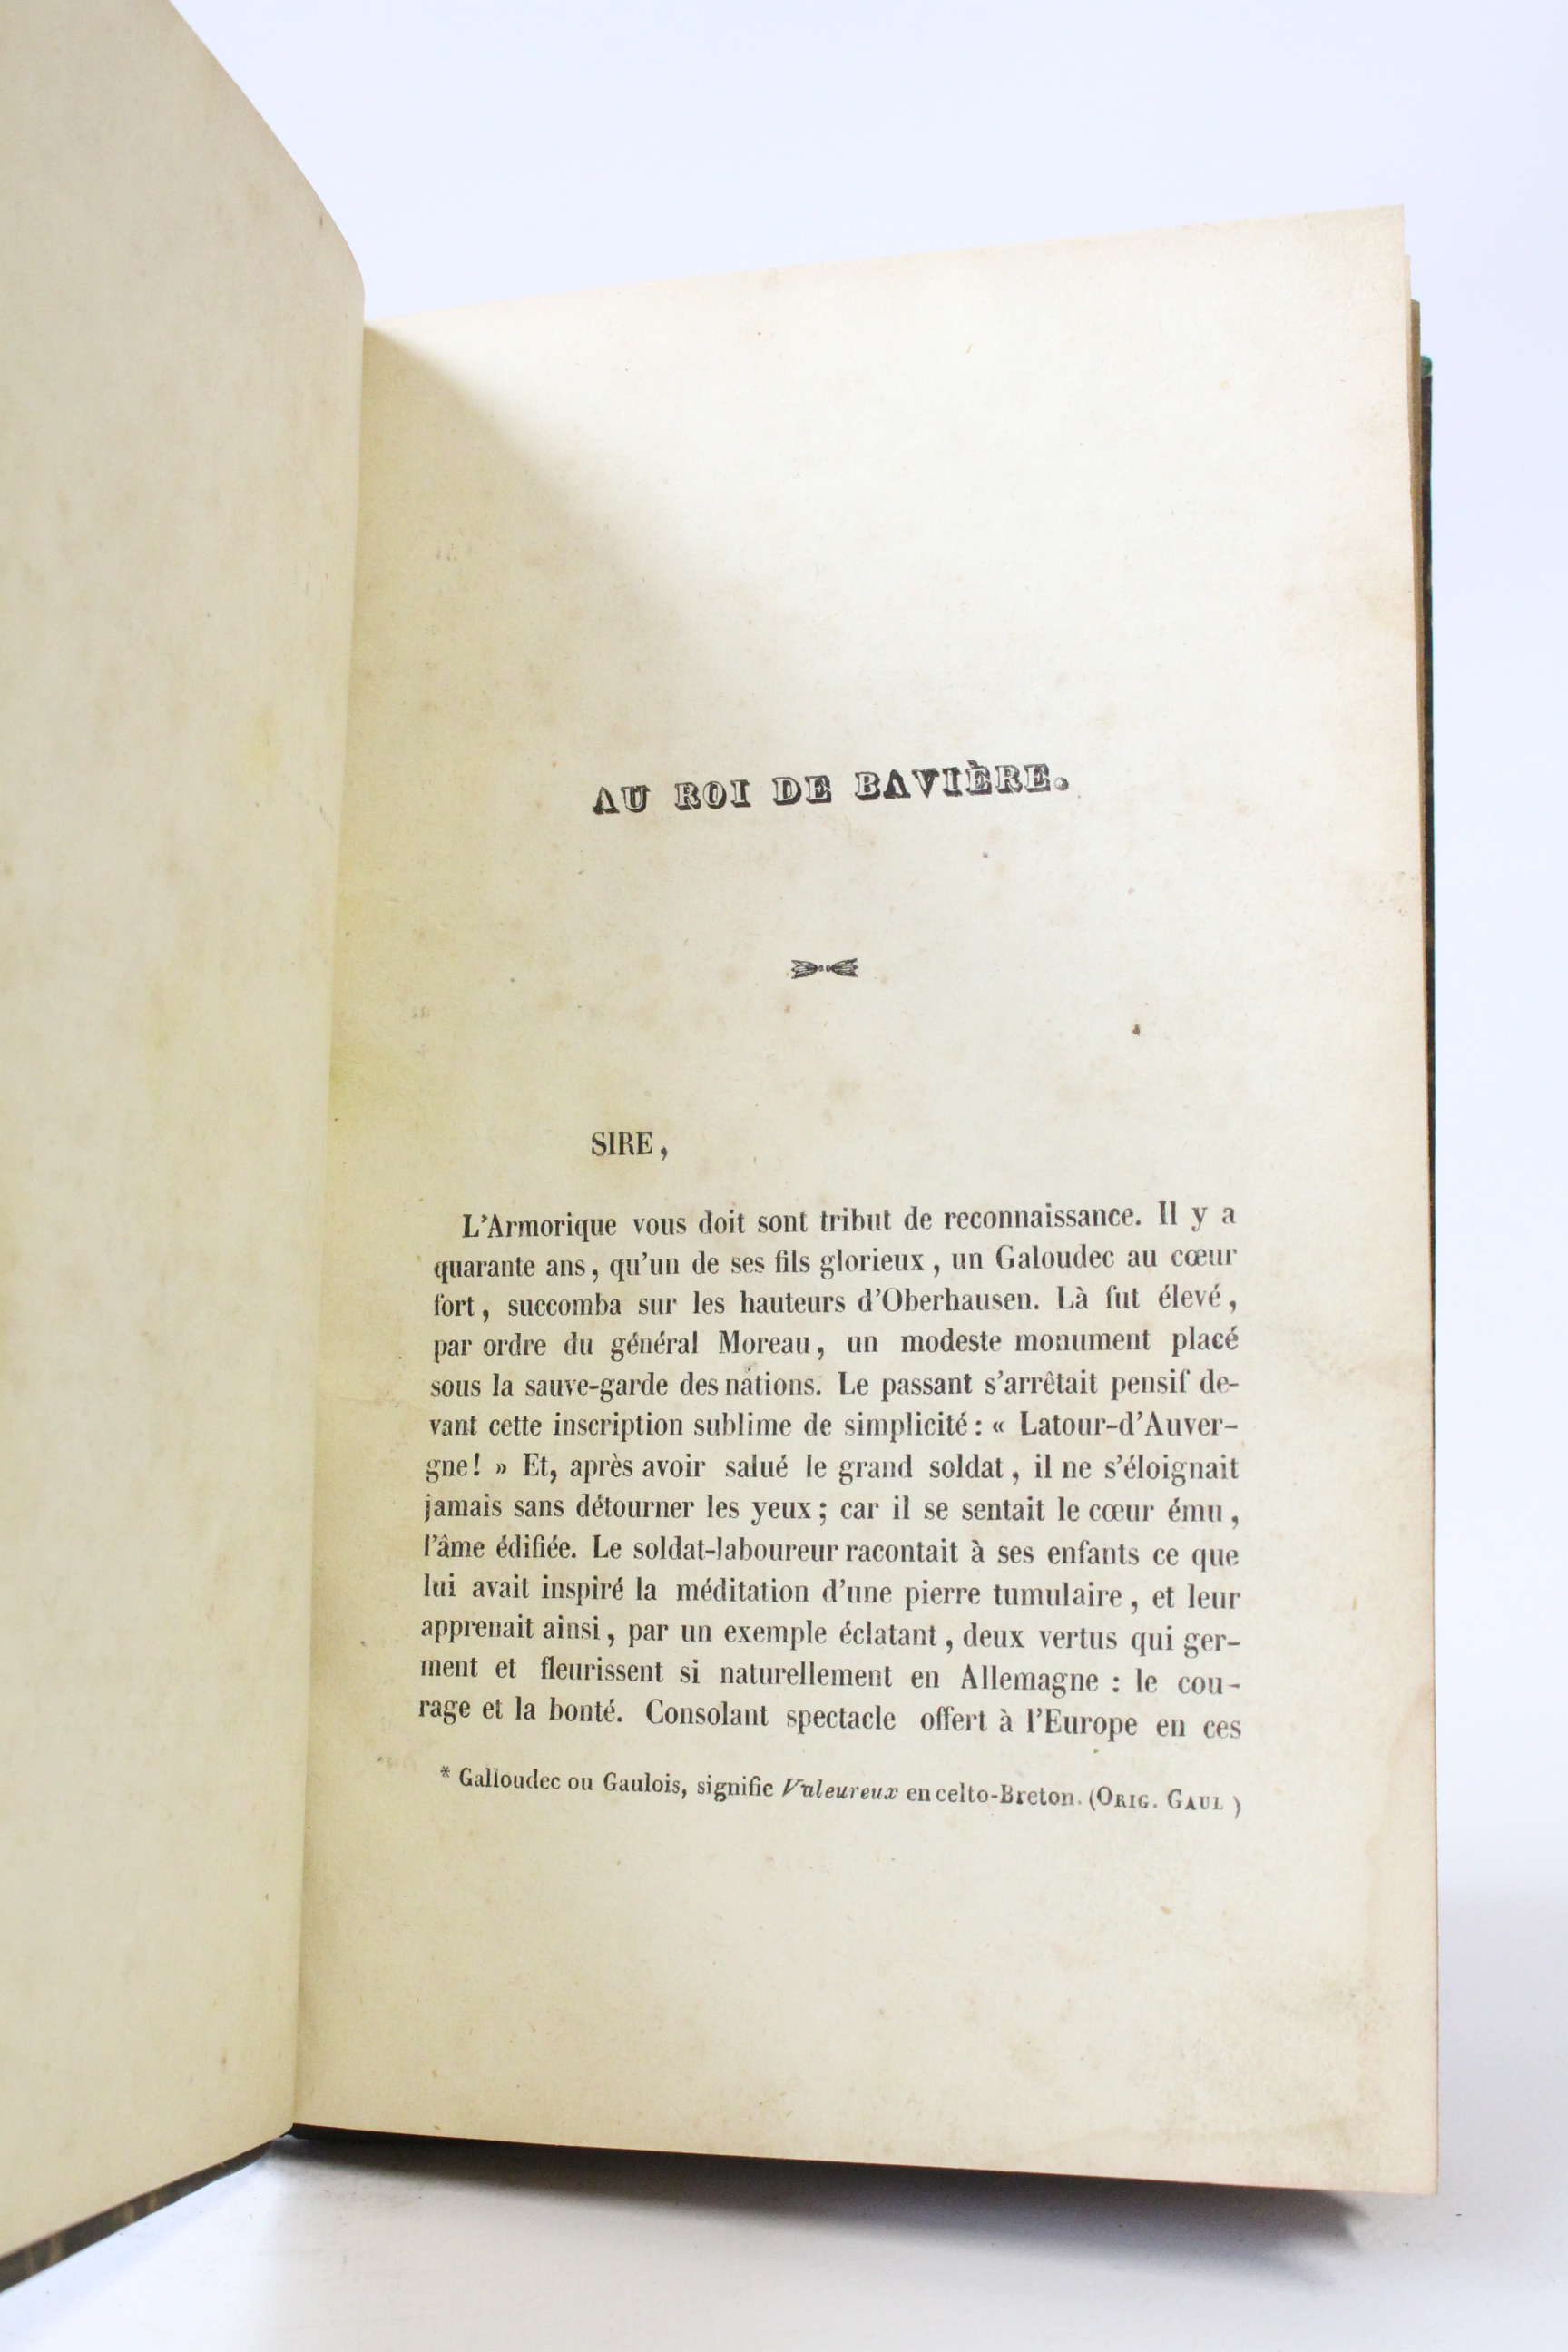 AU ROI DE BAVIÈRE.
SIRE,
L'Armorique vous doit sont tribut de reconnaissance. Il y a
quarante ans, qu'un de ses fils glorieux, un Galoudec au cœur
fort, succomba sur les hauteurs d'Oberhausen. Là fut élevé,
par ordre du général Moreau, un modeste monument placé
sous la sauve-garde des nations. Le passant s'arrêtait pensif de-
vant cette inscription sublime de simplicité : « Latour-d'Auver-
gne! » Et, après avoir salué le grand soldat, il ne s'éloignait
jamais sans détourner les yeux; car il se sentait le cœur ému,
l'âme édifiée. Le soldat-laboureur racontait à ses enfants ce que
lui avait inspiré la méditation d'une pierre tumulaire, et leur
apprenait ainsi, par un exemple éclatant, deux vertus qui ger-
ment et fleurissent si naturellement en Allemagne : le cou-
rage et la bonté. Consolant spectacle offert à l'Europe en ces
* Galloudec ou Gaulois, signifie Valeureux en celto-Breton. (ORIG. GAUL )